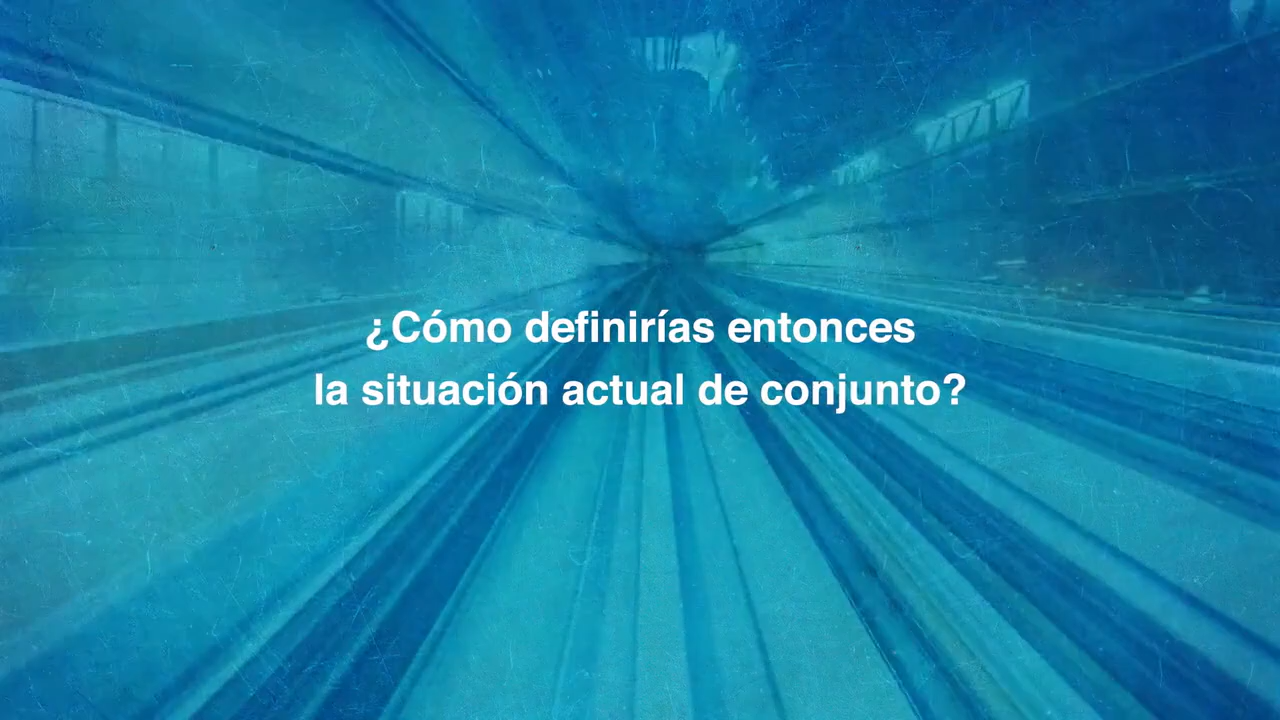 ¿Cómo definirías entonces
la situación actual de conjunto?